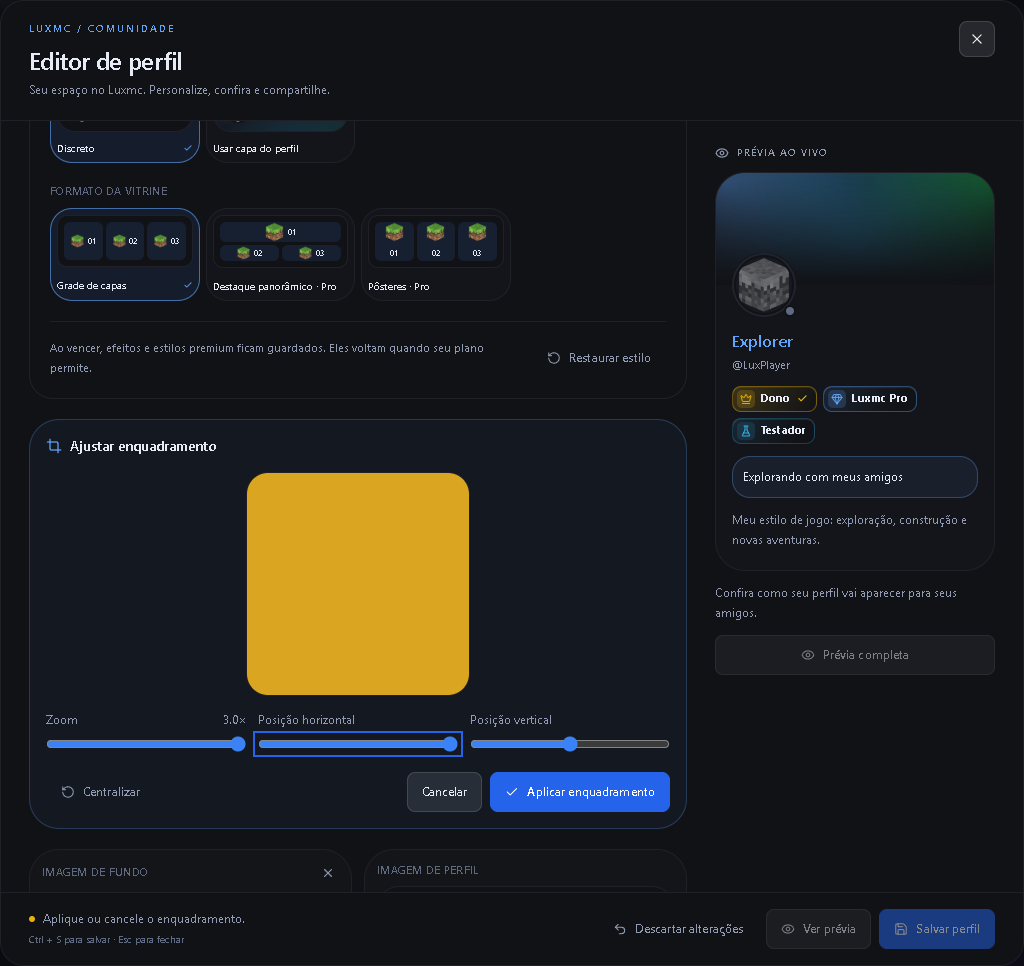 LUXMC / COMUNIDADE
Editor de perfil
Seu espaço no Luxmc. Personalize, confira e compartilhe.
Discreto
Usar capa do perfil
FORMATO DA VITRINE
01 02 03
01
02 03
01 02 03
Grade de capas
Destaque panorâmico · Pro
Pôsteres · Pro
Ao vencer, efeitos e estilos premium ficam guardados. Eles voltam quando seu plano
permite.
Restaurar estilo
Ajustar enquadramento
Zoom 3.0×
Posição horizontal
Posição vertical
Centralizar
Cancelar
Aplicar enquadramento
IMAGEM DE FUNDO
IMAGEM DE PERFIL
PRÉVIA AO VIVO
Explorer
@LuxPlayer
Dono
Luxmc Pro
Testador
Explorando com meus amigos
Meu estilo de jogo: exploração, construção e
novas aventuras.
Confira como seu perfil vai aparecer para seus
amigos.
Prévia completa
Aplique ou cancele o enquadramento.
Ctrl + S para salvar · Esc para fechar
Descartar alterações
Ver prévia
Salvar perfil